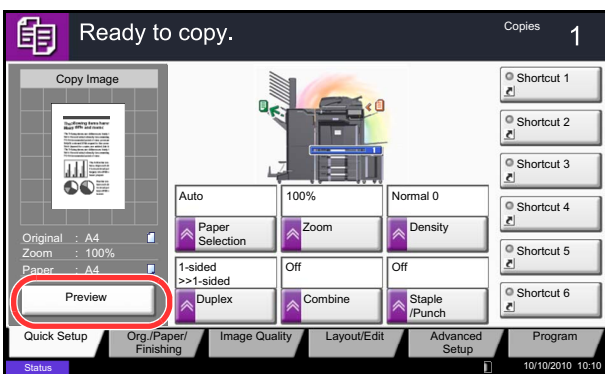 Ready to copy.
Copies 1
Copy Image
Original : A4
Zoom : 100%
Paper : A4
Preview
Auto
Paper
Selection
100%
Zoom
Normal 0
Density
1-sided
>>1-sided
Duplex
Off
Combine
Off
Staple
/Punch
Shortcut 1
Shortcut 2
Shortcut 3
Shortcut 4
Shortcut 5
Shortcut 6
Quick Setup
Org./Paper/
Finishing
Image Quality
Layout/Edit
Advanced
Setup
Program
Status
10/10/2010 10:10